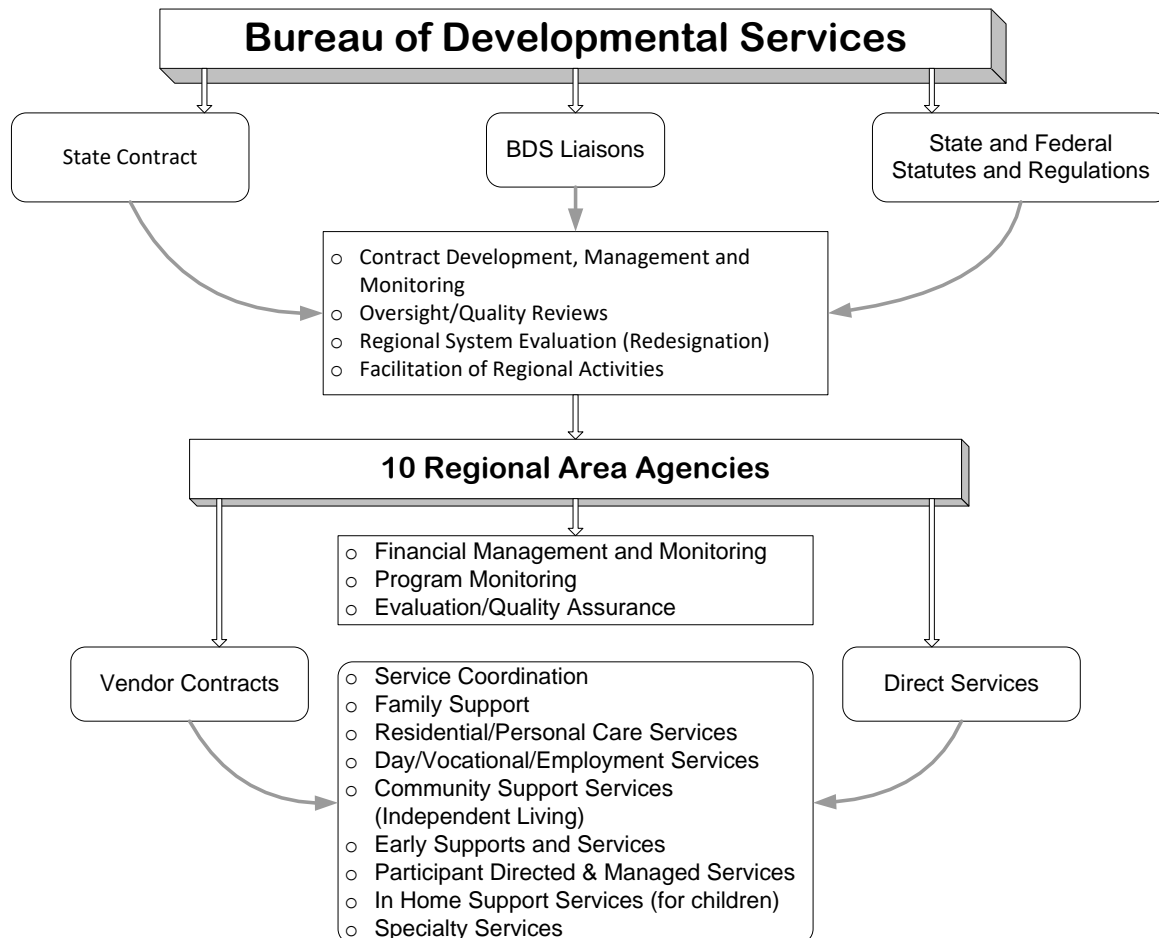 Bureau of Developmental Services
State Contract
BDS Liaisons
State and Federal
Statutes and Regulations
○ Contract Development, Management and
Monitoring
○ Oversight/Quality Reviews
○ Regional System Evaluation (Redesignation)
○ Facilitation of Regional Activities
10 Regional Area Agencies
○ Financial Management and Monitoring
○ Program Monitoring
○ Evaluation/Quality Assurance
Vendor Contracts
○ Service Coordination
○ Family Support
○ Residential/Personal Care Services
○ Day/Vocational/Employment Services
○ Community Support Services
(Independent Living)
○ Early Supports and Services
○ Participant Directed & Managed Services
○ In Home Support Services (for children)
○ Specialty Services
Direct Services